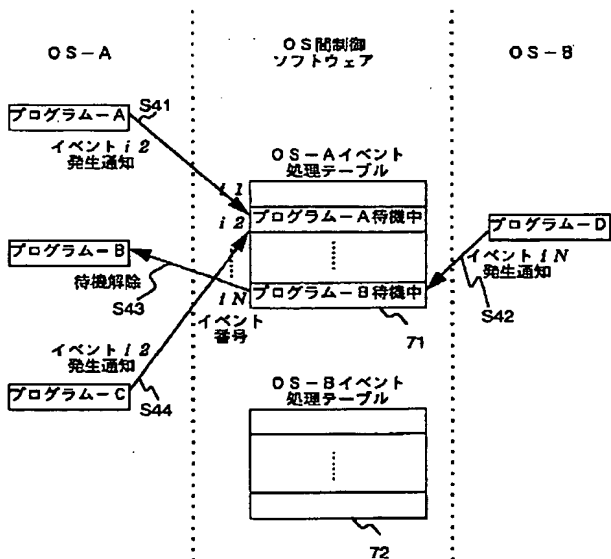 OS-A
OS間制御
ソフトウェア
OS-B
S41
プログラム-A
イベントi2
発生通知
OS-Aイベント
処理テーブル
i1
i2
プログラム-A待機中
プログラム-D
プログラム-B
待機解除
S43
iN
プログラム-B待機中
イベントiN
発生通知
S42
イベント
番号
71
イベントi2
発生通知
プログラム-C
S44
OS-Bイベント
処理テーブル
72